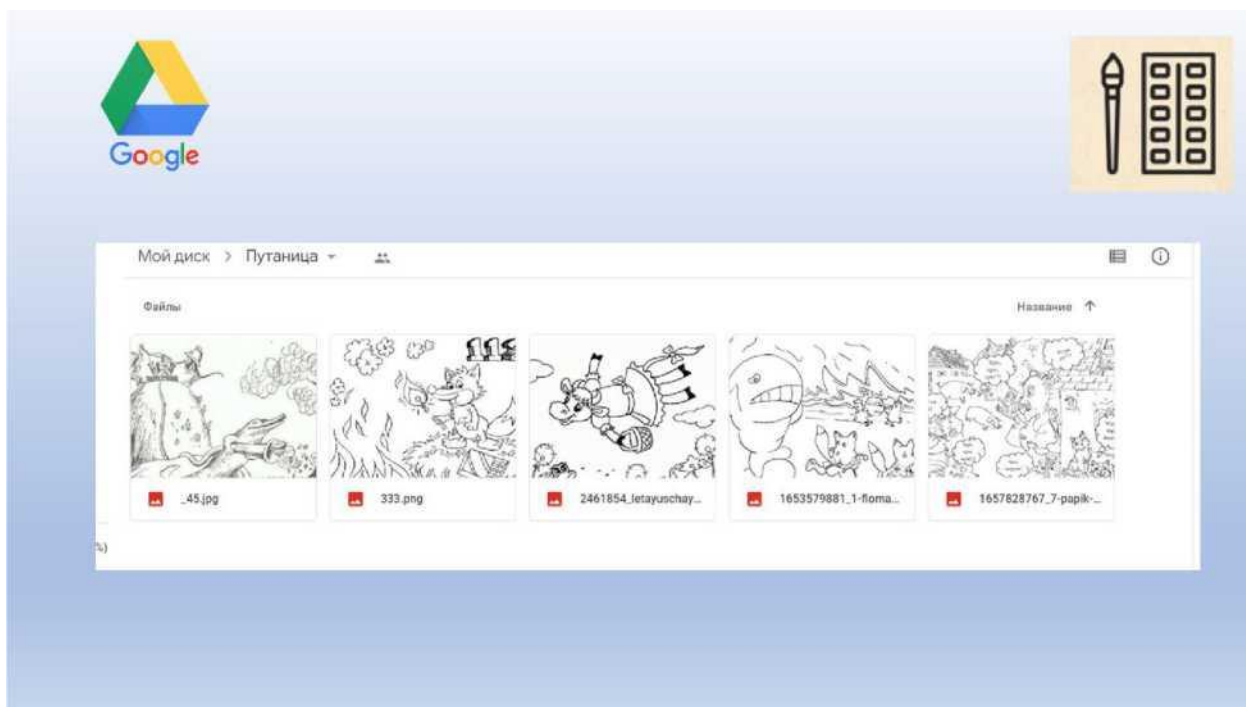 Google
Мой диск > Путаница
Файлы
Название ↑
_45.jpg
333.png
2461854_letayuschay...
1653579881_1-floma...
1657828767_7-papik-...
%)